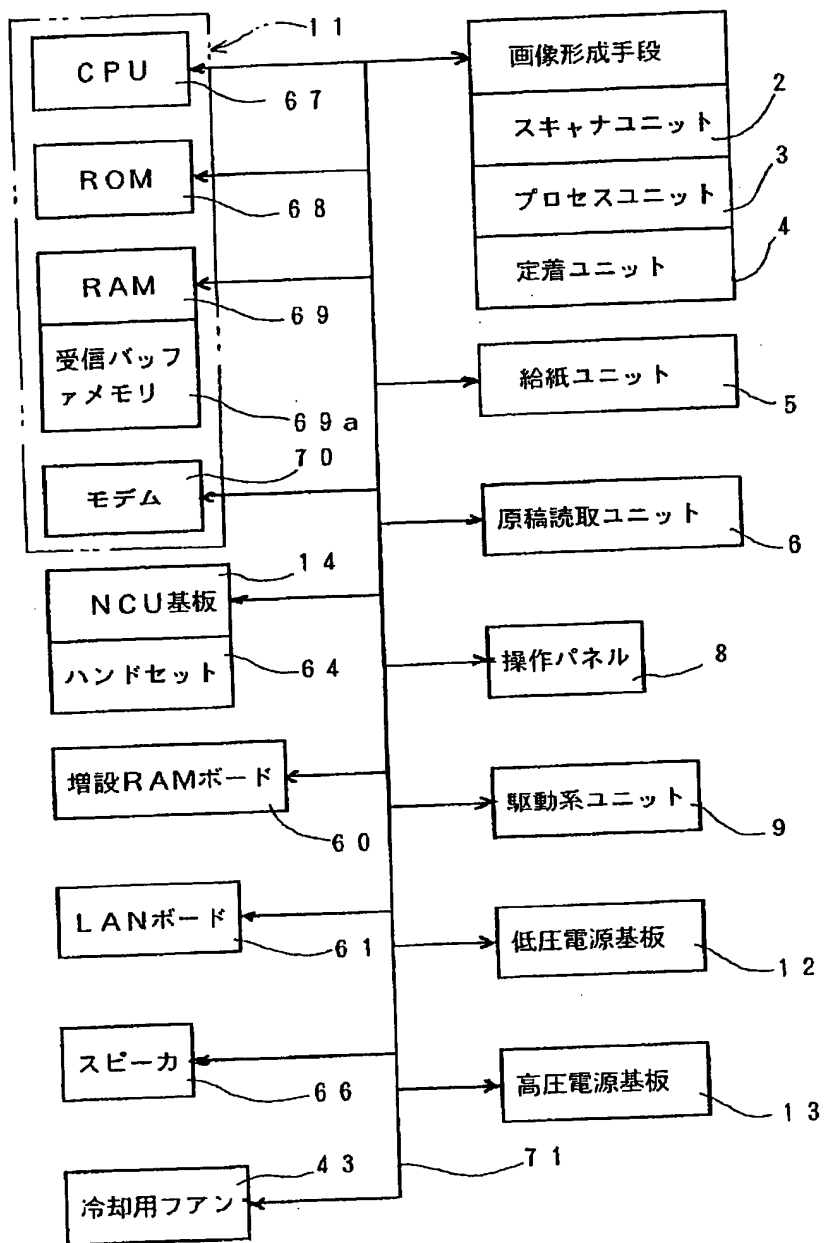 １１
ＣＰＵ
６７
ＲＯＭ
６８
ＲＡＭ
６９
受信バッフ
ァメモリ
６９ａ
７０
モデム
１４
ＮＣＵ基板
ハンドセット
６４
増設ＲＡＭボード
６０
ＬＡＮボード
６１
スピーカ
６６
４３
冷却用フアン
画像形成手段
２
スキャナユニット
３
プロセスユニット
４
定着ユニット
給紙ユニット
５
原稿読取ユニット
６
操作パネル
８
駆動系ユニット
９
低圧電源基板
１２
高圧電源基板
１３
７１